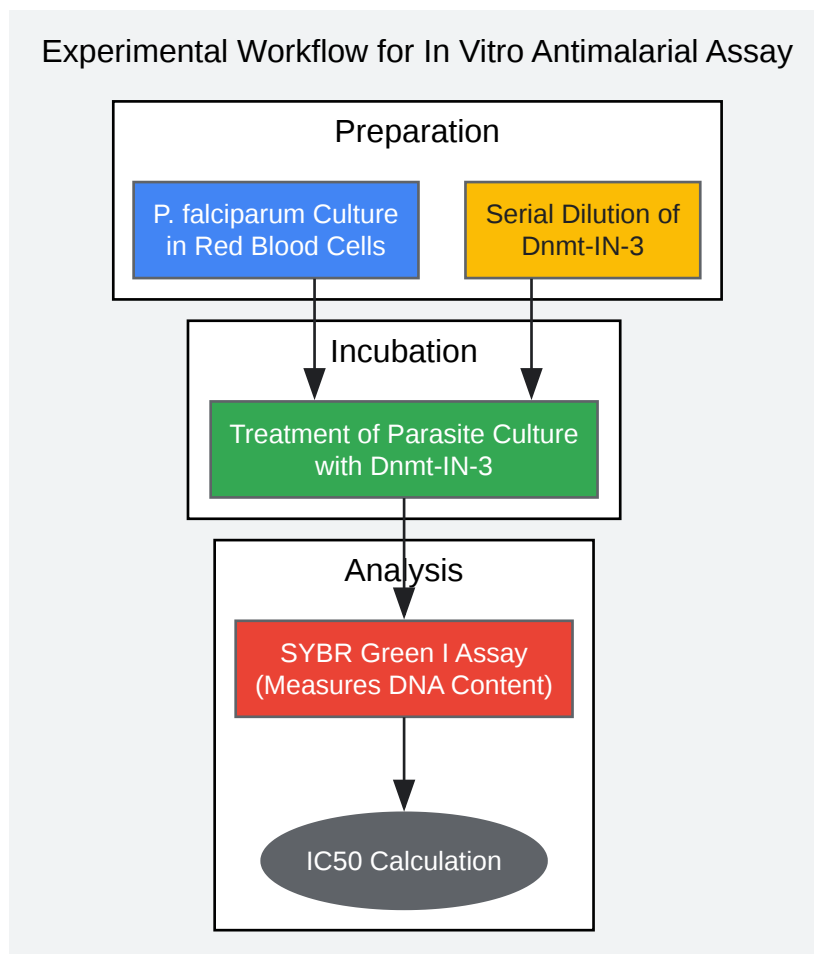 Experimental Workflow for In Vitro Antimalarial Assay
Preparation
P. falciparum Culture
in Red Blood Cells
Serial Dilution of
Dnmt-IN-3
Incubation
Treatment of Parasite Culture
with Dnmt-IN-3
Analysis
SYBR Green I Assay
(Measures DNA Content)
IC50 Calculation